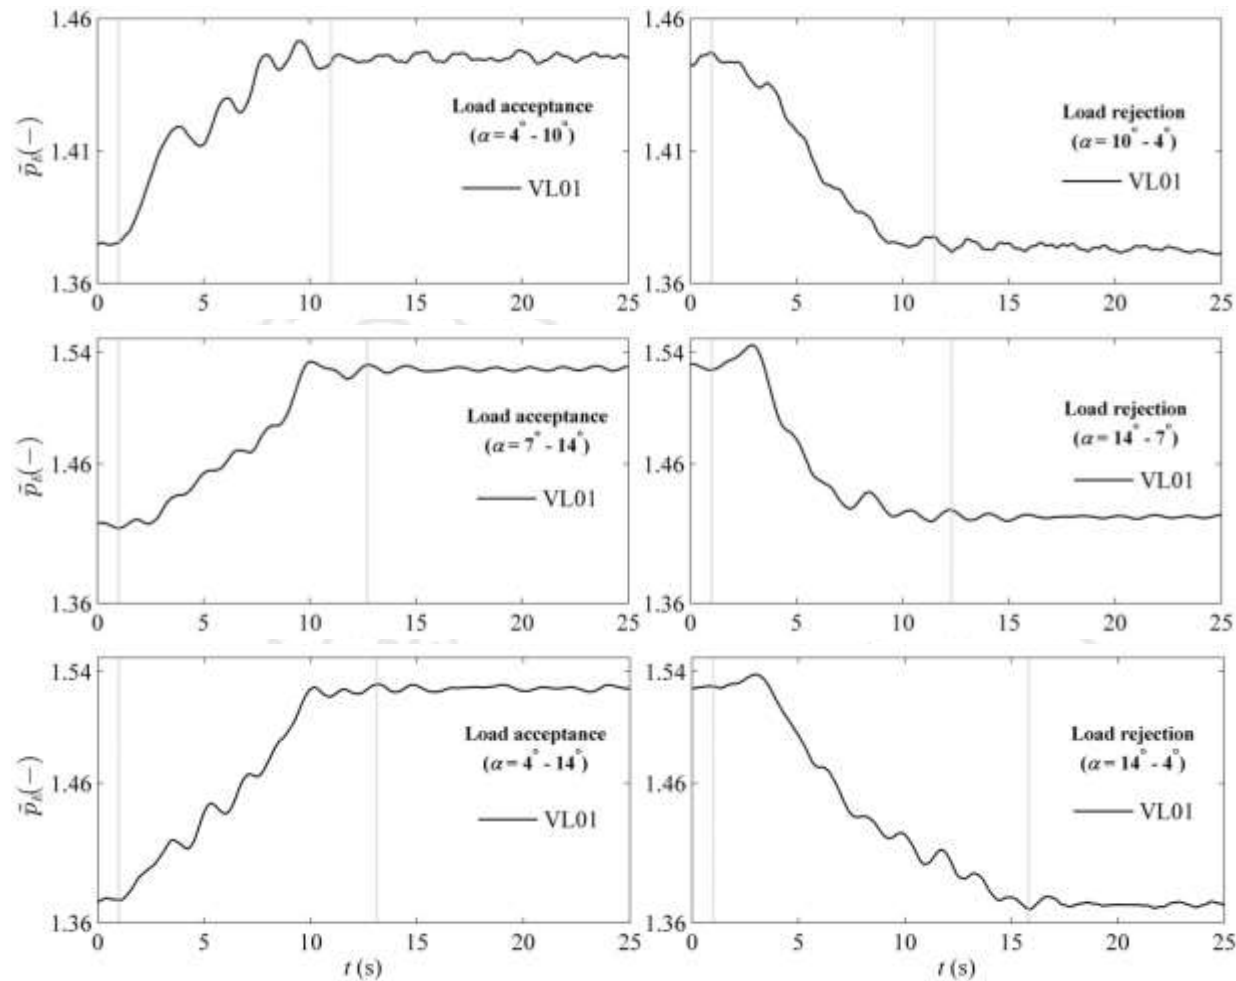 1.46
1.41
1.36
p̃_t(−)
0 5 10 15 20 25
Load acceptance
(α = 4° - 10°)
VL01
1.46
1.41
1.36
0 5 10 15 20 25
Load rejection
(α = 10° - 4°)
VL01
1.54
1.46
1.36
(−)
0 5 10 15 20 25
Load acceptance
(α = 7° - 14°)
VL01
1.54
1.46
1.36
0 5 10 15 20 25
Load rejection
(α = 14° - 7°)
VL01
1.54
1.46
1.36
(−)
0 5 10 15 20 25
t (s)
Load acceptance
(α = 4° - 14°)
VL01
1.54
1.46
1.36
0 5 10 15 20 25
t (s)
Load rejection
(α = 14° - 4°)
VL01